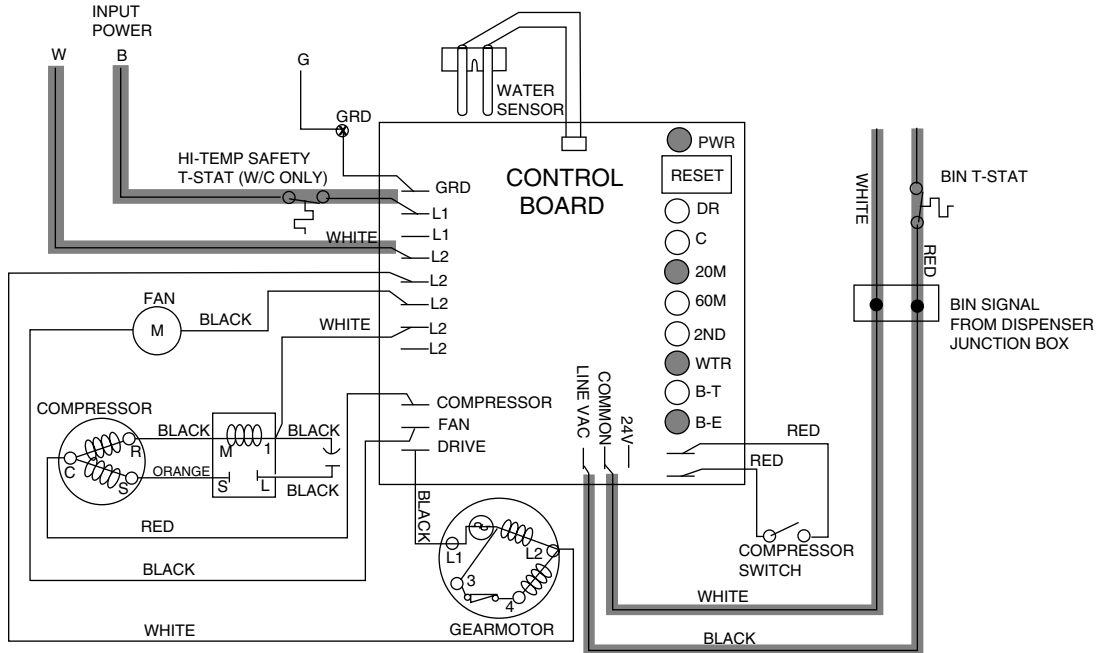 INPUT
POWER
W
B
G
GRD
WATER
SENSOR
HI-TEMP SAFETY
T-STAT (W/C ONLY)
CONTROL
BOARD
GRD
L1
L1
WHITE
L2
L2
L2
L2
L2
FAN
M
BLACK
WHITE
PWR
RESET
DR
C
20M
60M
2ND
WTR
B-T
B-E
WHITE
BIN T-STAT
RED
BIN SIGNAL
FROM DISPENSER
JUNCTION BOX
LINE VAC
COMMON
24V
COMPRESSOR
FAN
DRIVE
COMPRESSOR
C
R
S
BLACK
ORANGE
M
1
S
L
BLACK
BLACK
RED
BLACK
WHITE
BLACK
L1
L2
3
4
GEARMOTOR
RED
RED
COMPRESSOR
SWITCH
WHITE
BLACK